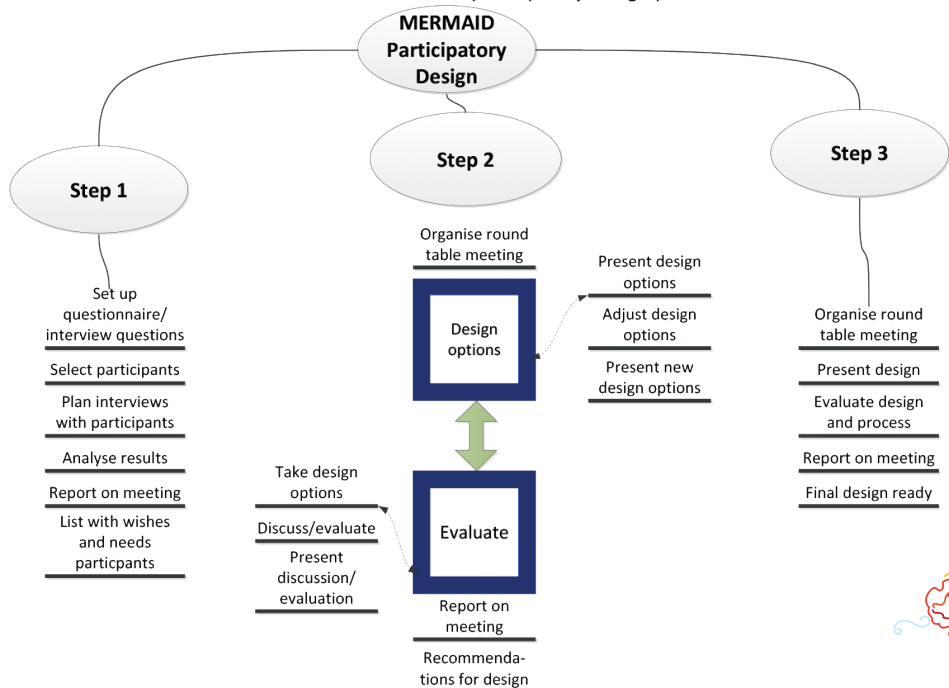 MERMAID
Participatory
Design
Step 1
Set up
questionnaire/
interview questions
Select participants
Plan interviews
with participants
Analyse results
Report on meeting
List with wishes
and needs
particpants
Step 2
Organise round
table meeting
Design
options
Present design
options
Adjust design
options
Present new
design options
Evaluate
Take design
options
Discuss/evaluate
Present
discussion/
evaluation
Report on
meeting
Recommenda-
tions for design
Step 3
Organise round
table meeting
Present design
Evaluate design
and process
Report on meeting
Final design ready